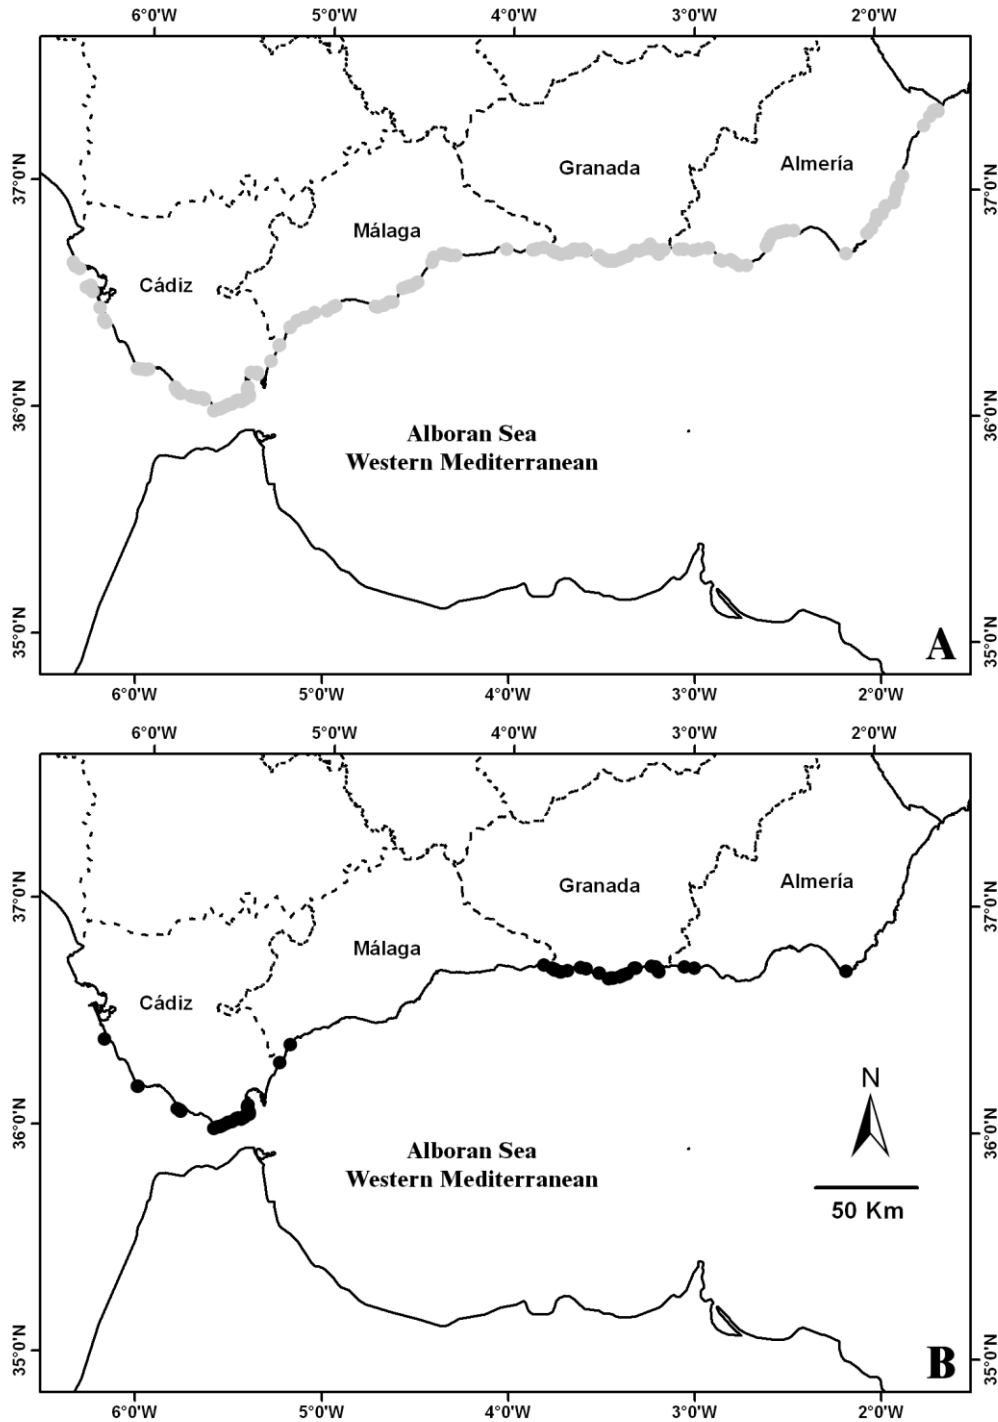 6°0'W 5°0'W 4°0'W 3°0'W 2°0'W
37°0'N
36°0'N
35°0'N
37°0'N
36°0'N
35°0'N
Granada
Almería
Málaga
Cádiz
Alboran Sea
Western Mediterranean
A
6°0'W 5°0'W 4°0'W 3°0'W 2°0'W
6°0'W 5°0'W 4°0'W 3°0'W 2°0'W
37°0'N
36°0'N
35°0'N
37°0'N
36°0'N
35°0'N
Granada
Almería
Málaga
Cádiz
N
Alboran Sea
Western Mediterranean
50 Km
B
6°0'W 5°0'W 4°0'W 3°0'W 2°0'W